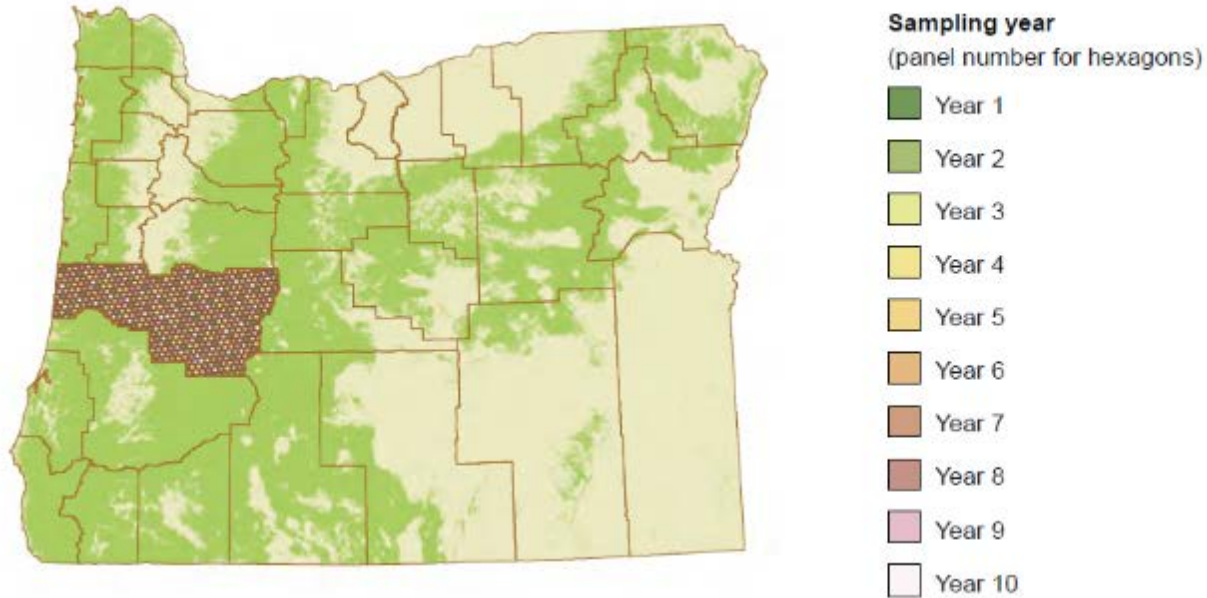 Sampling year
(panel number for hexagons)
Year 1
Year 2
Year 3
Year 4
Year 5
Year 6
Year 7
Year 8
Year 9
Year 10